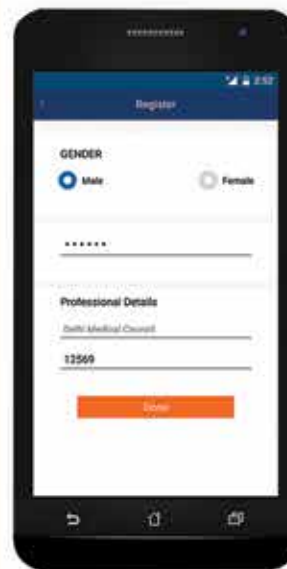 2:52
Register
GENDER
Male Female
••••••
Professional Details
Delhi Medical Council
12569
Done